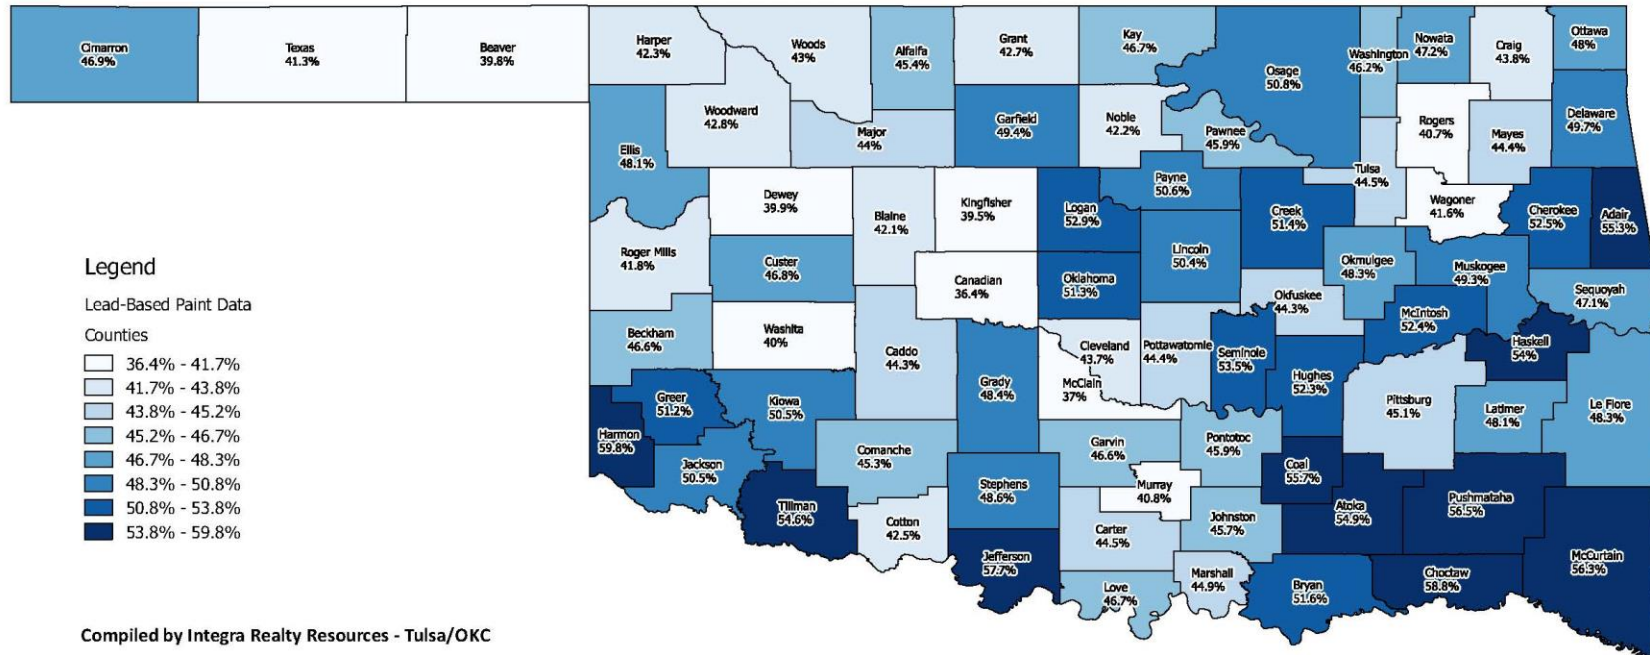 Cimarron
46.9%
Texas
41.3%
Beaver
39.8%
Harper
42.3%
Woods
43%
Alfalfa
45.4%
Grant
42.7%
Kay
46.7%
Osage
50.8%
Washington
46.2%
Nowata
47.2%
Craig
43.8%
Ottawa
48%
Woodward
42.8%
Major
44%
Garfield
49.4%
Noble
42.2%
Pawnee
45.9%
Rogers
40.7%
Mayes
44.4%
Delaware
49.7%
Ellis
48.1%
Dewey
39.9%
Blaine
42.1%
Kingfisher
39.5%
Logan
52.9%
Payne
50.6%
Creek
51.4%
Tulsa
44.5%
Wagoner
41.6%
Cherokee
52.5%
Adair
55.3%
Roger Mills
41.8%
Custer
46.8%
Canadian
36.4%
Oklahoma
51.3%
Lincoln
50.4%
Okmulgee
48.3%
Muskogee
49.3%
Sequoyah
47.1%
Okfuskee
44.3%
McIntosh
52.4%
Haskell
54%
Beckham
46.6%
Washita
40%
Caddo
44.3%
Grady
48.4%
Cleveland
43.7%
McClain
37%
Pottawatomie
44.4%
Seminole
53.5%
Hughes
52.3%
Pittsburg
45.1%
Latimer
48.1%
Le Flore
48.3%
Harmon
59.8%
Greer
51.2%
Kiowa
50.5%
Jackson
50.5%
Tillman
54.6%
Comanche
45.3%
Cotton
42.5%
Stephens
48.6%
Jefferson
57.7%
Garvin
46.6%
Murray
40.8%
Carter
44.5%
Love
46.7%
Pontotoc
45.9%
Johnston
45.7%
Marshall
44.9%
Coal
55.7%
Atoka
54.9%
Bryan
51.6%
Pushmataha
56.5%
Choctaw
58.8%
McCurtain
56.3%
Legend
Lead-Based Paint Data
Counties
36.4% - 41.7%
41.7% - 43.8%
43.8% - 45.2%
45.2% - 46.7%
46.7% - 48.3%
48.3% - 50.8%
50.8% - 53.8%
53.8% - 59.8%
Compiled by Integra Realty Resources - Tulsa/OKC